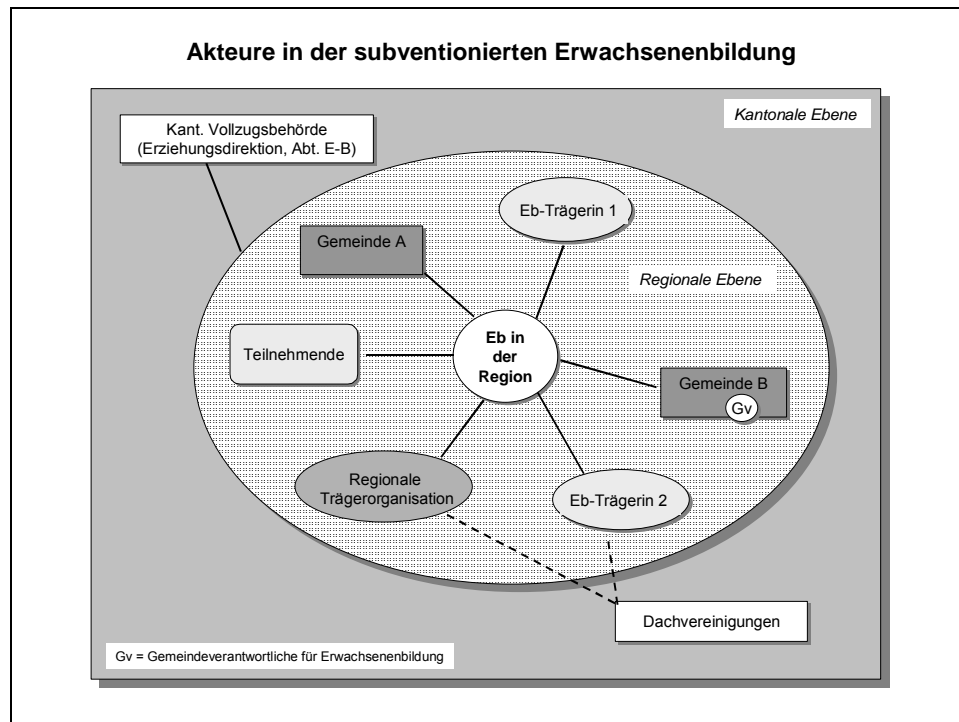 Akteure in der subventionierten Erwachsenenbildung
Kantonale Ebene
Kant. Vollzugsbehörde
(Erziehungsdirektion, Abt. E-B)
Eb-Trägerin 1
Gemeinde A
Regionale Ebene
Teilnehmende
Eb in
der
Region
Gemeinde B
Gv
Regionale
Trägerorganisation
Eb-Trägerin 2
Dachvereinigungen
Gv = Gemeindeverantwortliche für Erwachsenenbildung